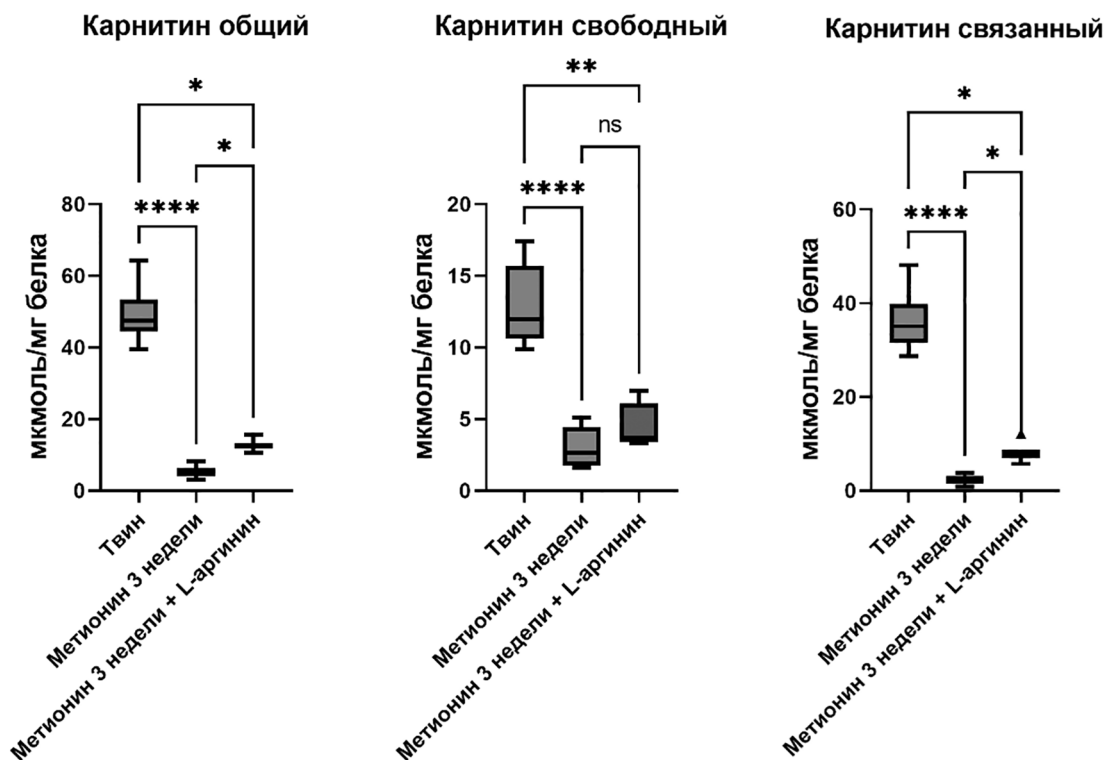 Карнитин общий
*
*
****
80
60
40
20
0
мкмоль/мг белка
Твин
Метионин 3 недели
Метионин 3 недели + L-аргинин
Карнитин свободный
**
ns
****
20
15
10
5
0
мкмоль/мг белка
Твин
Метионин 3 недели
Метионин 3 недели + L-аргинин
Карнитин связанный
*
*
****
60
40
20
0
мкмоль/мг белка
Твин
Метионин 3 недели
Метионин 3 недели + L-аргинин